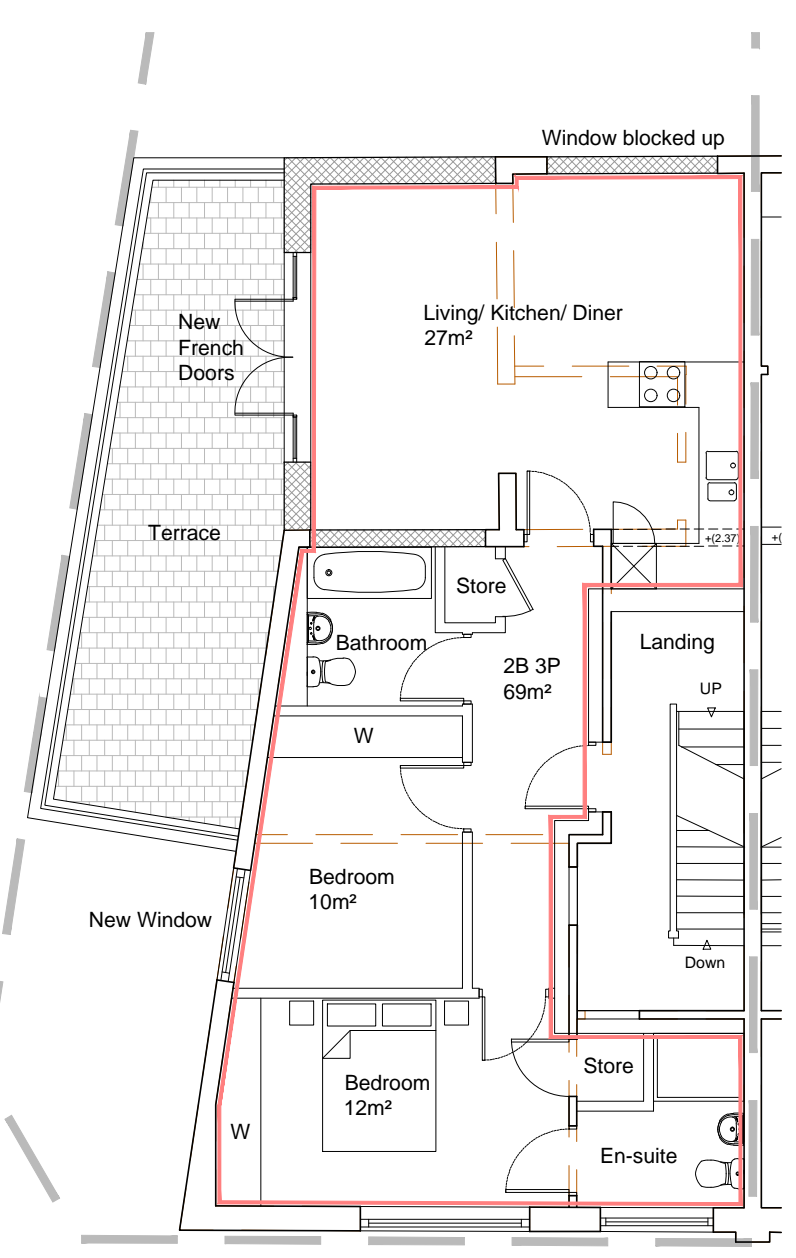 Window blocked up
New
French
Doors
Living/ Kitchen/ Diner
27m²
Terrace
+(2.37)
+(
Store
Bathroom
2B 3P
69m²
Landing
UP
W
Bedroom
10m²
New Window
Down
Bedroom
12m²
Store
W
En-suite